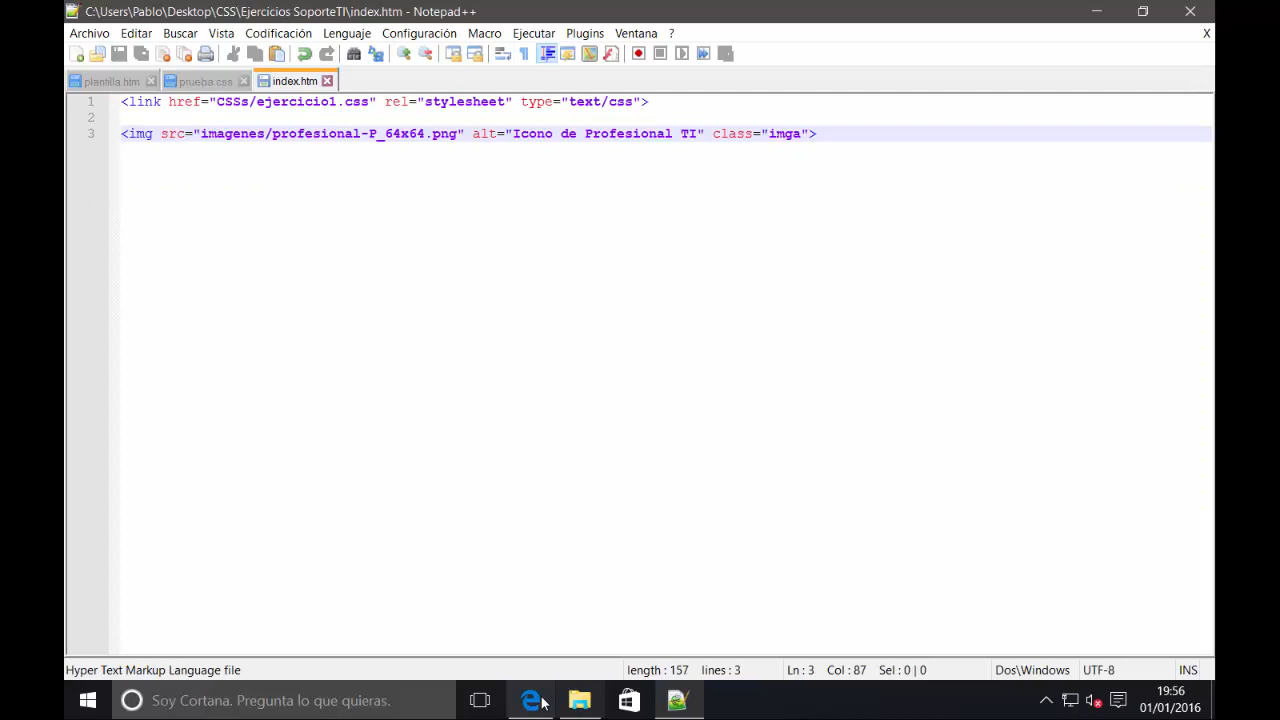 C:\Users\Pablo\Desktop\CSS\Ejercicios SoporteTI\index.htm - Notepad++
Archivo Editar Buscar Vista Codificación Lenguaje Configuración Macro Ejecutar Plugins Ventana ? X
plantilla.htm prueba.css index.htm
1 <link href="CSSs/ejercicio1.css" rel="stylesheet" type="text/css">
2
3 <img src="imagenes/profesional-P_64x64.png" alt="Icono de Profesional TI" class="imga">
Hyper Text Markup Language file length : 157 lines : 3 Ln : 3 Col : 87 Sel : 0 | 0 Dos\Windows UTF-8 INS
Soy Cortana. Pregunta lo que quieras. 19:56
01/01/2016